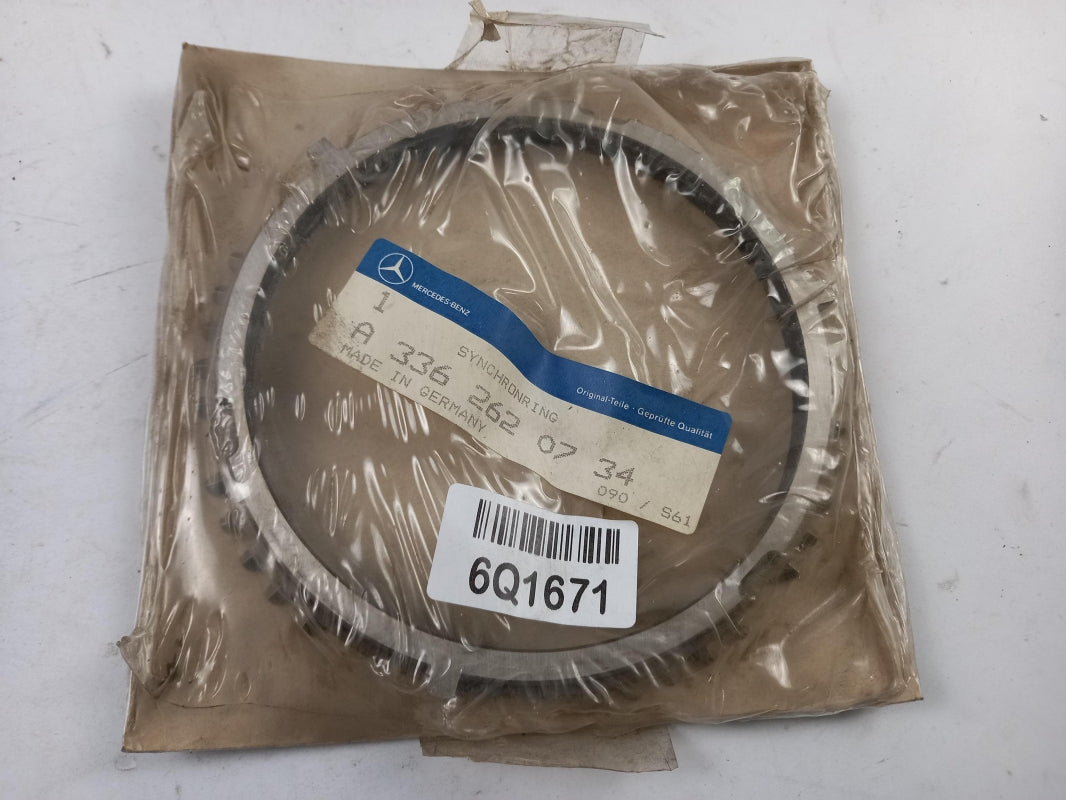 MERCEDES-BENZ
Original-Teile · Geprüfte Qualität
1
SYNCHRONRING
A 336 262 07 34
MADE IN GERMANY
090 / S61
6Q1671